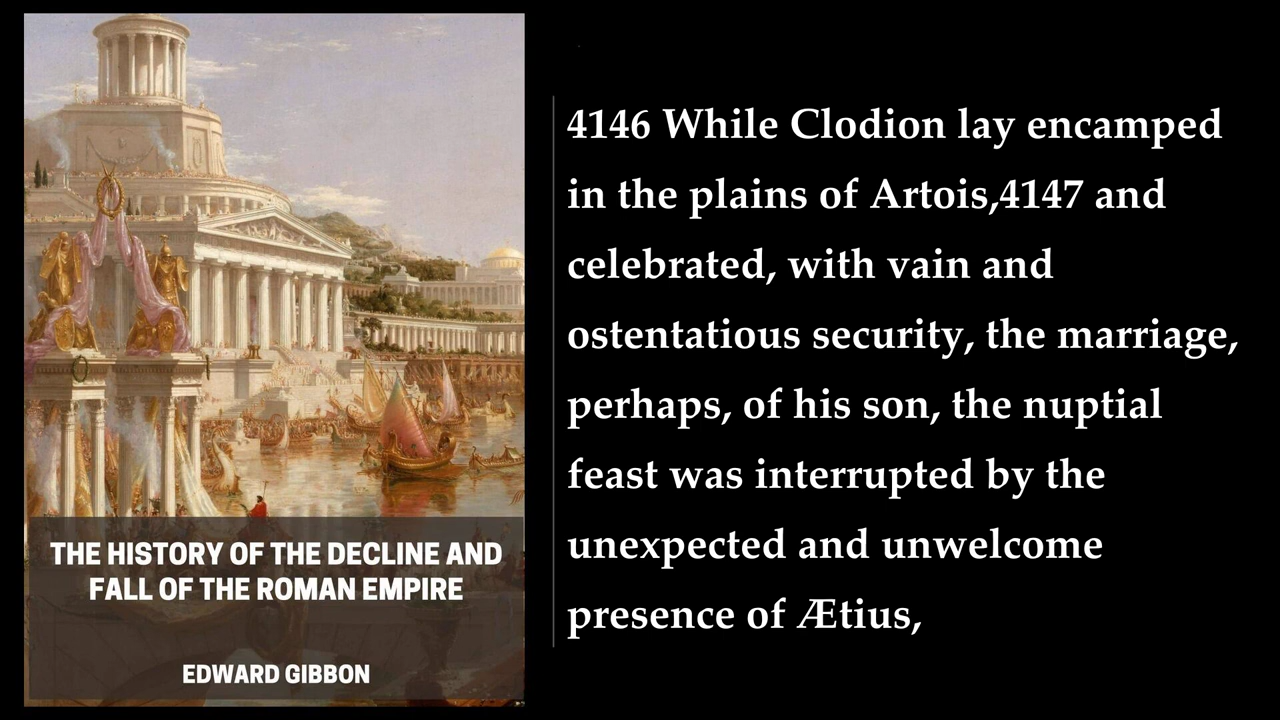 THE HISTORY OF THE DECLINE AND
FALL OF THE ROMAN EMPIRE
EDWARD GIBBON
4146 While Clodion lay encamped
in the plains of Artois,4147 and
celebrated, with vain and
ostentatious security, the marriage,
perhaps, of his son, the nuptial
feast was interrupted by the
unexpected and unwelcome
presence of Ætius,